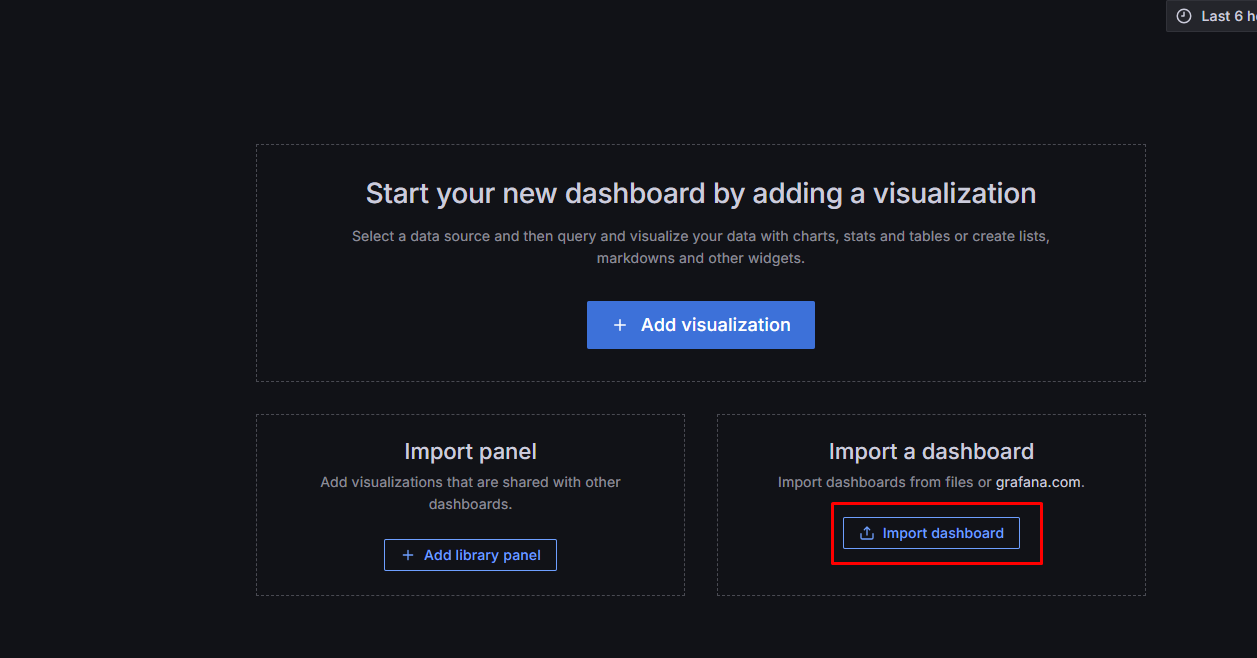 Last 6 h
Start your new dashboard by adding a visualization
Select a data source and then query and visualize your data with charts, stats and tables or create lists,
markdowns and other widgets.
Add visualization
Import panel
Add visualizations that are shared with other
dashboards.
Add library panel
Import a dashboard
Import dashboards from files or grafana.com.
Import dashboard